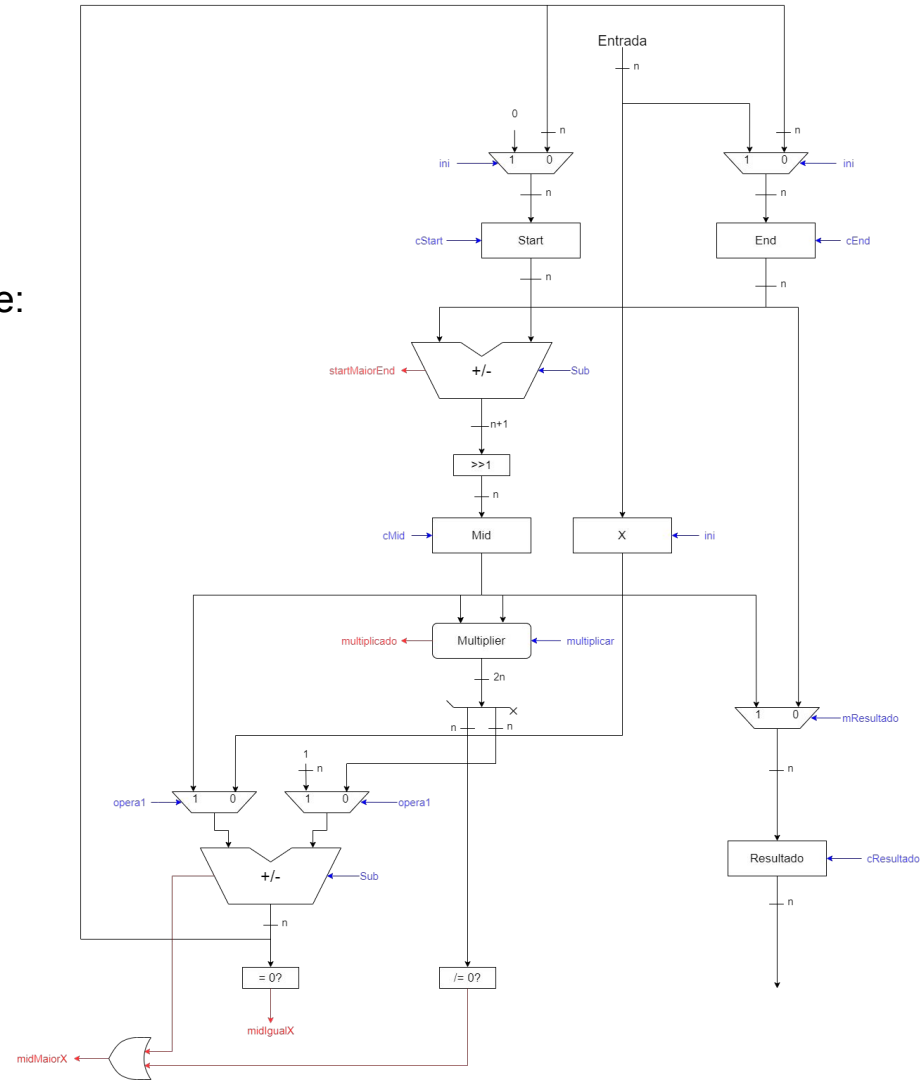 Entrada
n
0
n
n
1 0
1 0
ini
ini
n
n
cStart
Start
End
cEnd
n
n
e:
startMaiorEnd
+/-
Sub
n+1
>>1
n
cMid
Mid
X
ini
multiplicado
Multiplier
multiplicar
2n
1 0
mResultado
n
n
1
n
n
opera1
1 0
1 0
opera1
Resultado
cResultado
+/-
Sub
n
n
= 0?
/= 0?
midIgualX
midMaiorX